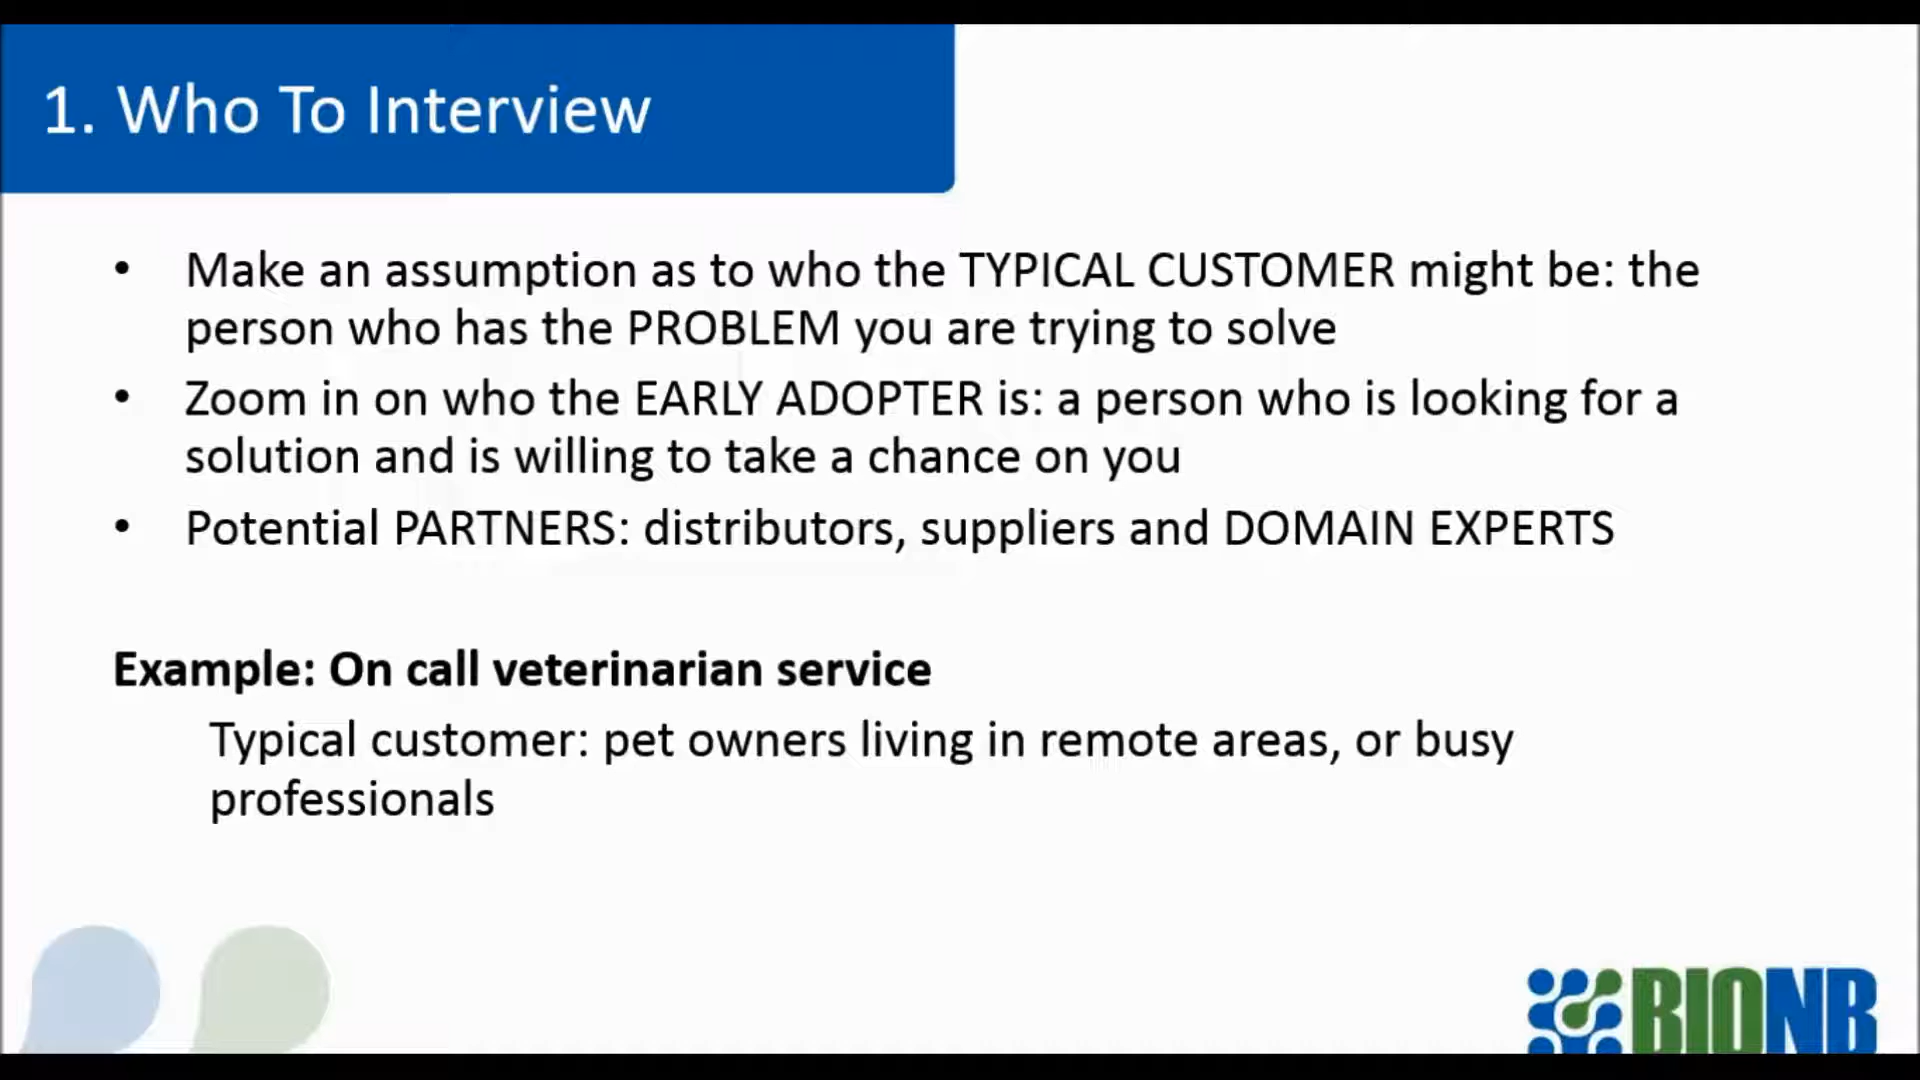 1. Who To Interview
• Make an assumption as to who the TYPICAL CUSTOMER might be: the
person who has the PROBLEM you are trying to solve
• Zoom in on who the EARLY ADOPTER is: a person who is looking for a
solution and is willing to take a chance on you
• Potential PARTNERS: distributors, suppliers and DOMAIN EXPERTS
Example: On call veterinarian service
Typical customer: pet owners living in remote areas, or busy
professionals
BIONB